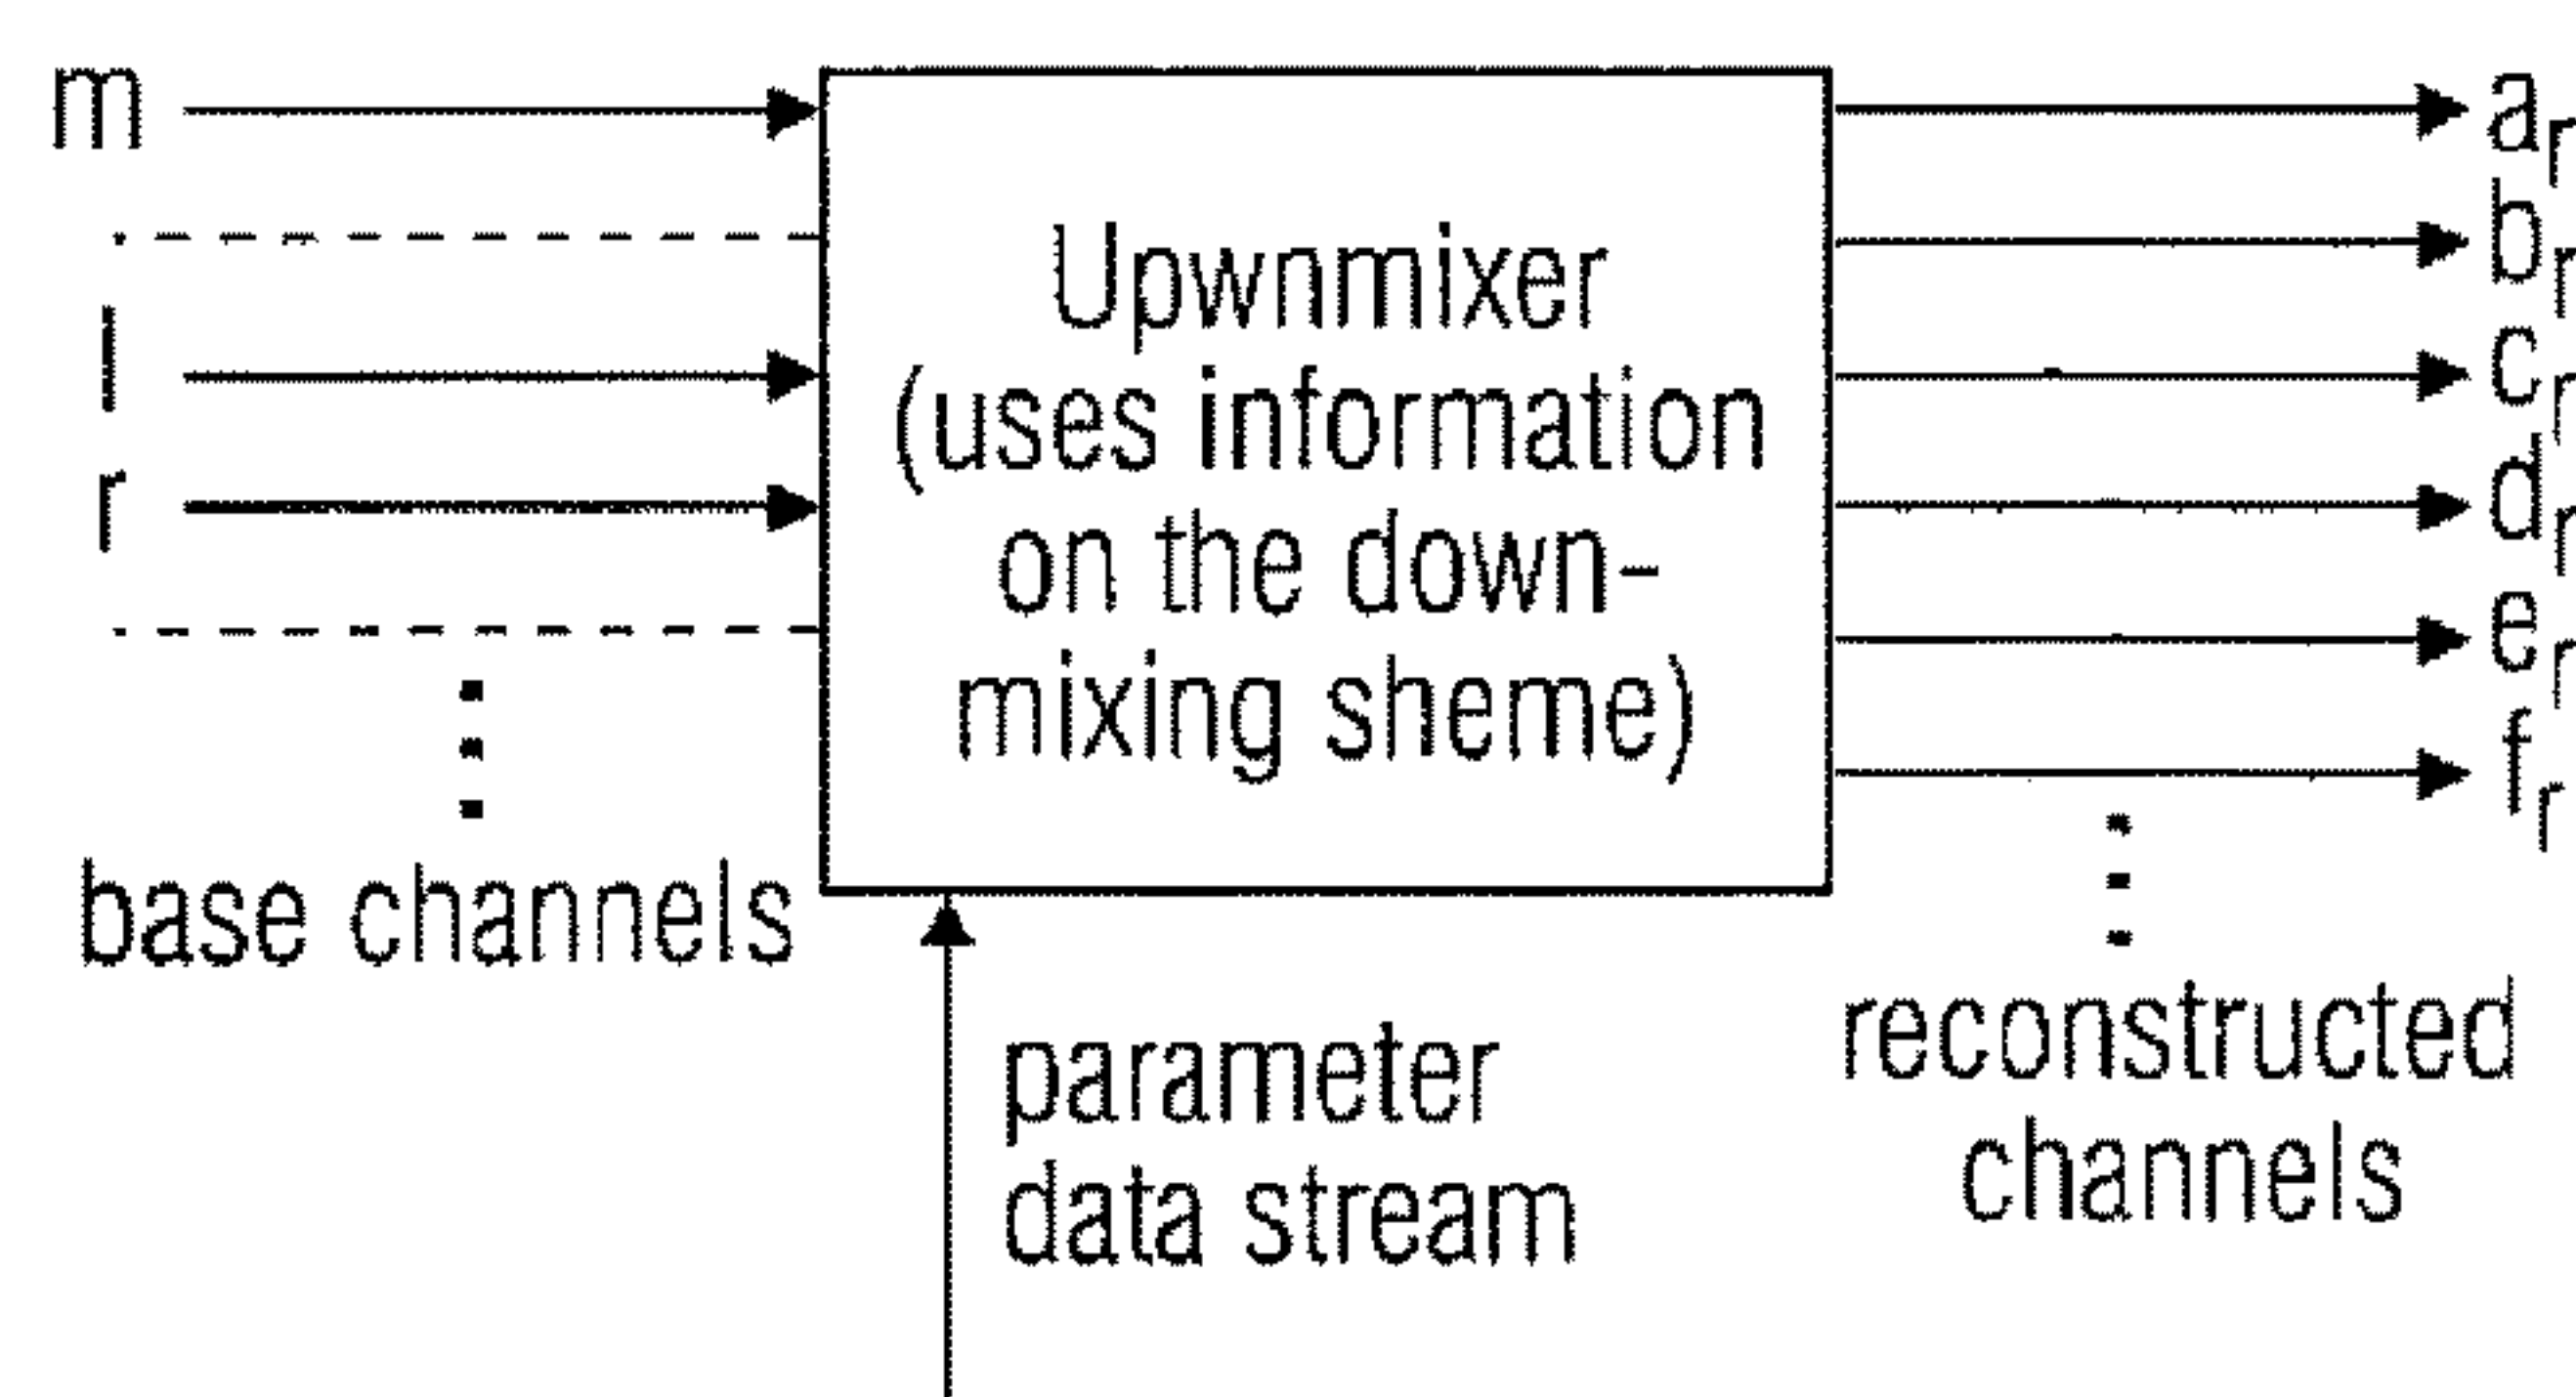 m
l
r
base channels
Upwnmixer
(uses information
on the down-
mixing sheme)
parameter
data stream
a_r
b_r
c_r
d_r
e_r
f_r
reconstructed
channels